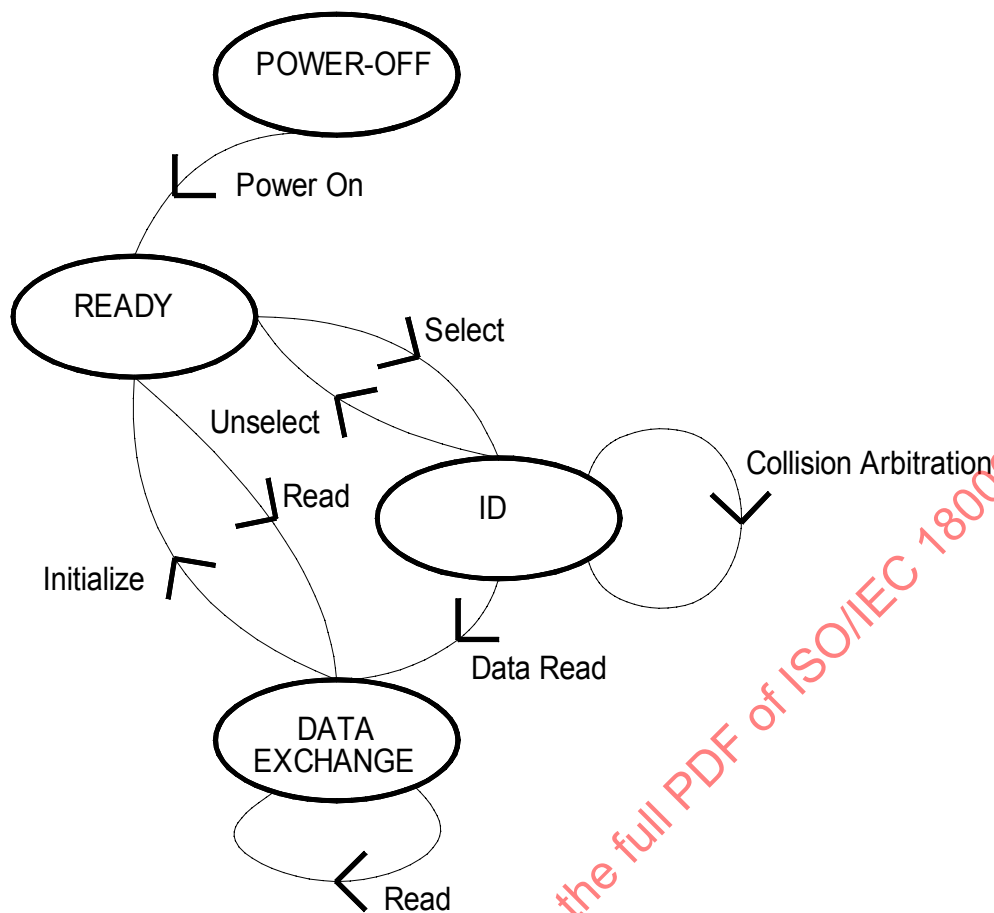 POWER-OFF
Power On
READY
Select
Unselect
Collision Arbitration
Read
ID
Initialize
Data Read
DATA
EXCHANGE
Read
the full PDF of ISO/IEC 1800